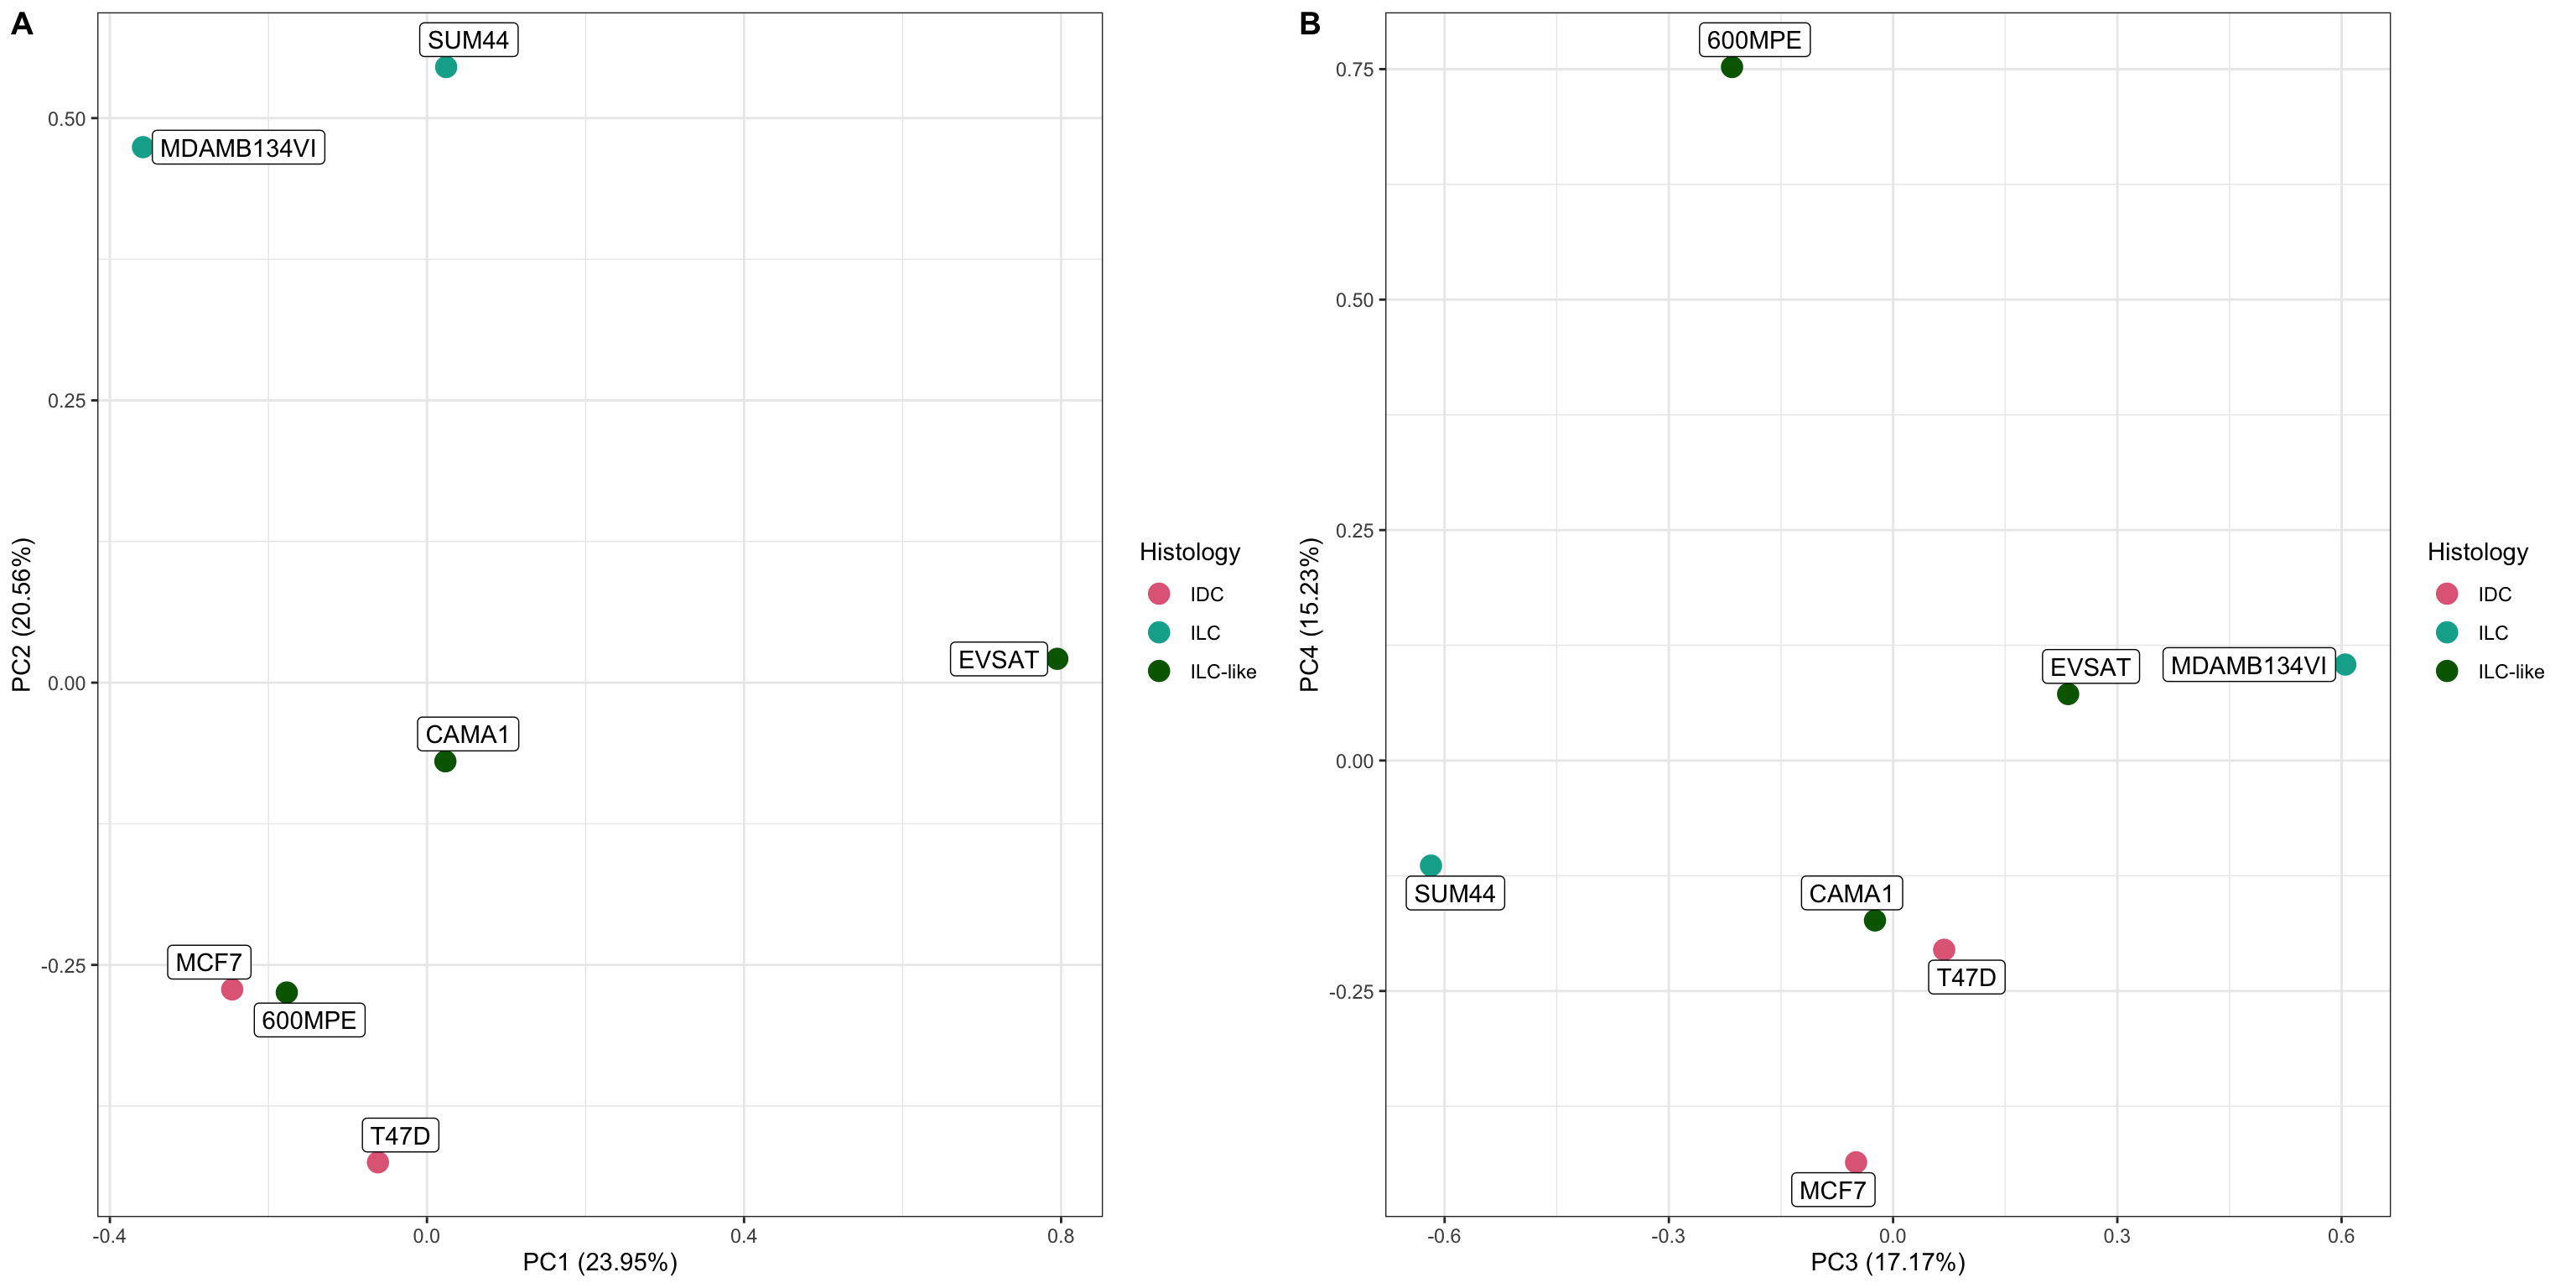 A
SUM44
MDAMB134VI
EVSAT
CAMA1
MCF7
600MPE
T47D
0.50
0.25
0.00
-0.25
-0.4
0.0
0.4
0.8
PC1 (23.95%)
PC2 (20.56%)
Histology
IDC
ILC
ILC-like
B
600MPE
EVSAT
MDAMB134VI
SUM44
CAMA1
T47D
MCF7
0.75
0.50
0.25
0.00
-0.25
-0.6
-0.3
0.0
0.3
0.6
PC3 (17.17%)
PC4 (15.23%)
Histology
IDC
ILC
ILC-like